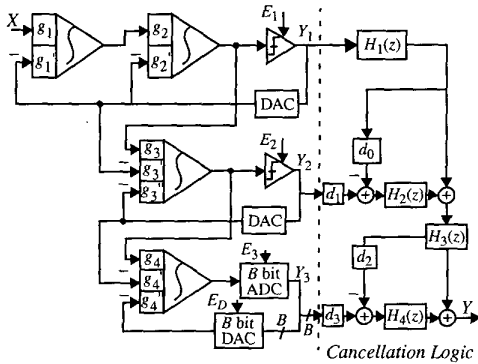 X
g1
g1'
g2
g2'
E1
Y1
H1(z)
DAC
d0
g3
g3'
g3"
E2
Y2
d1
H2(z)
DAC
H3(z)
d2
g4
g4'
g4"
E3
B bit
ADC
Y3
ED
B bit
DAC
B
B
d3
H4(z)
Y
Cancellation Logic